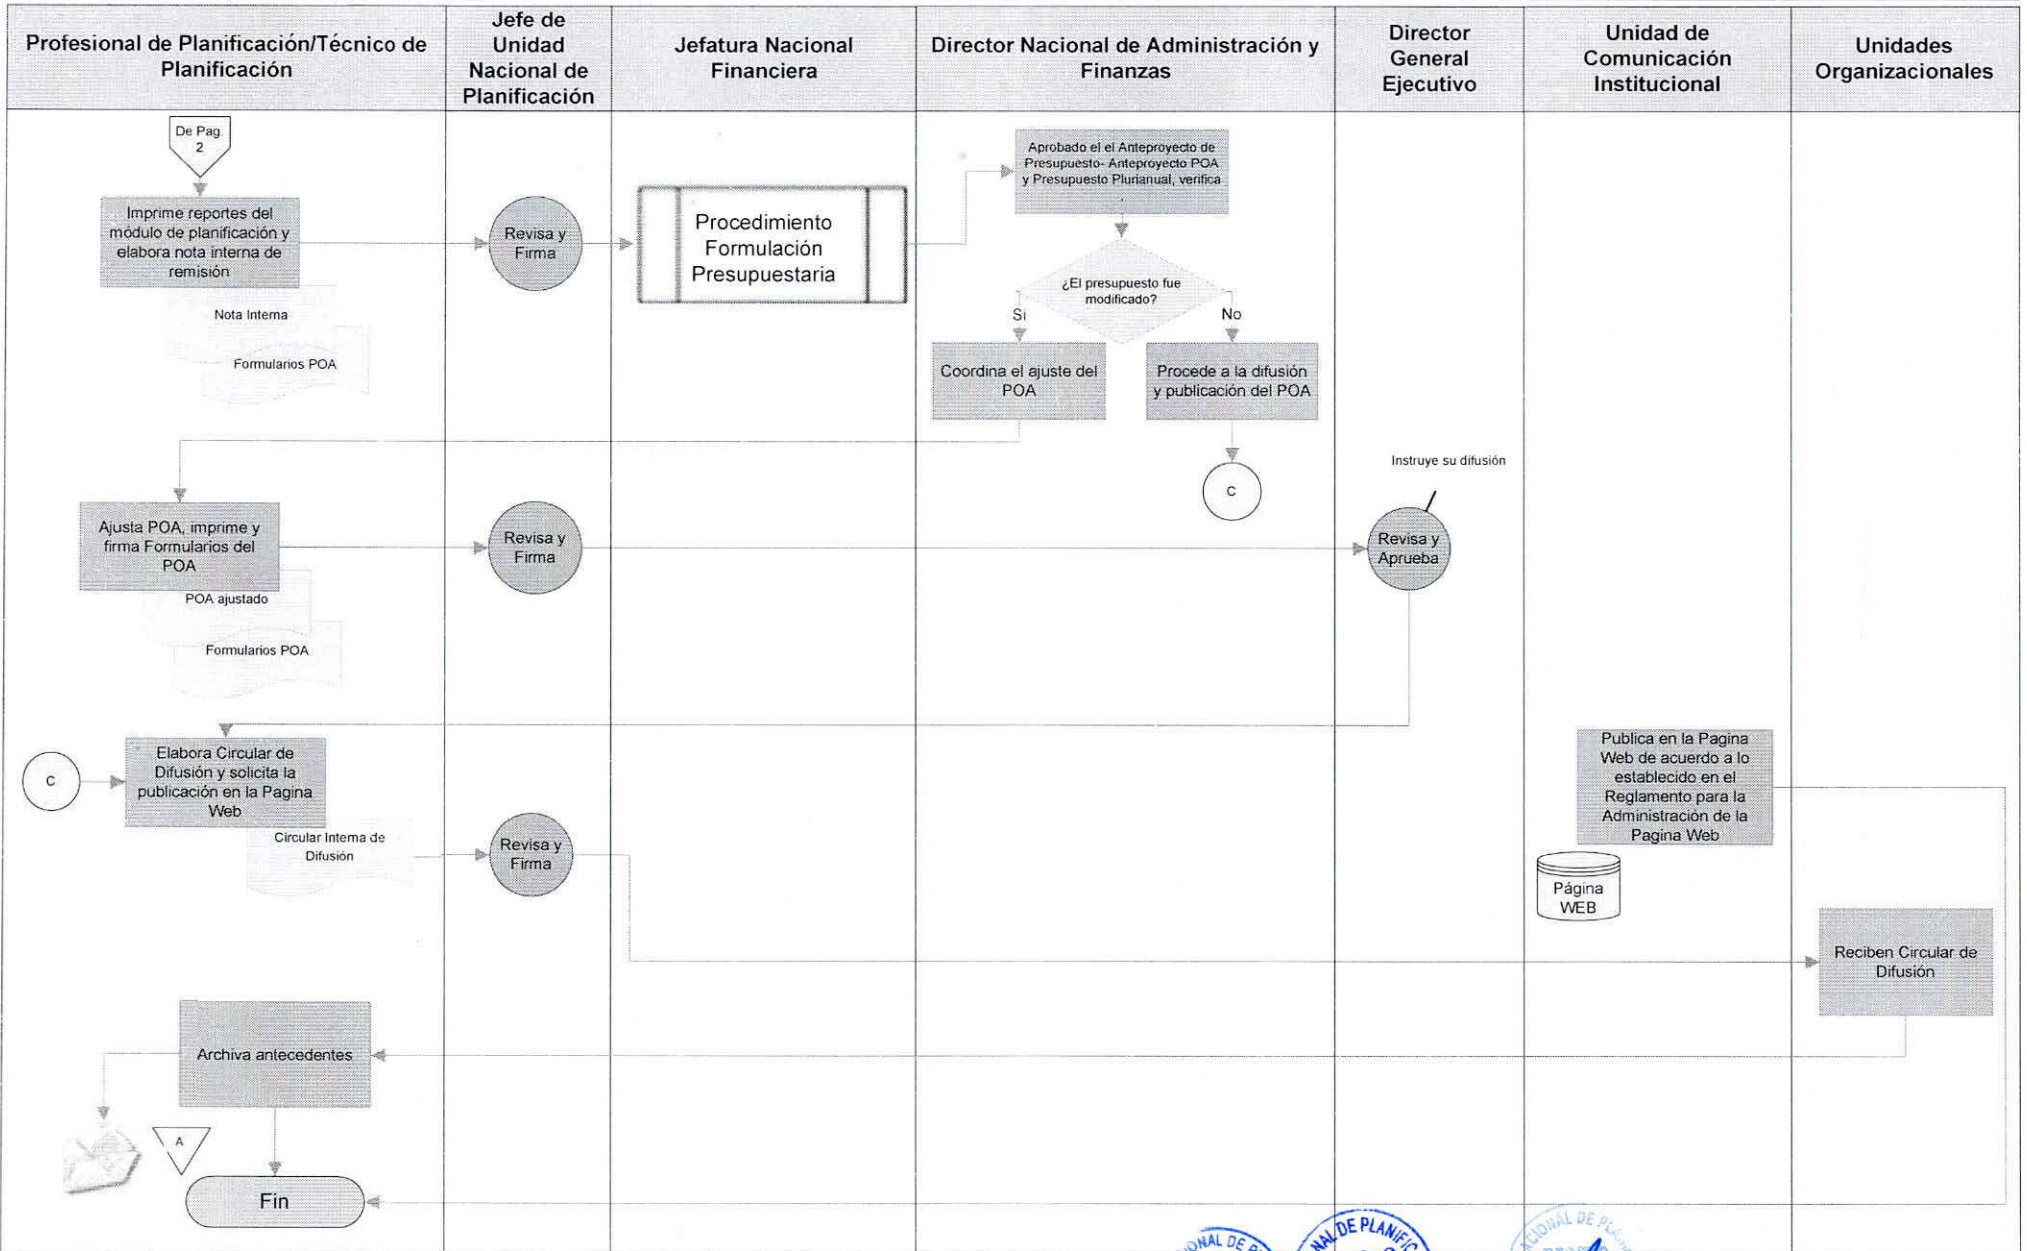 Profesional de Planificación/Técnico de
Planificación
Jefe de
Unidad
Nacional de
Planificación
Jefatura Nacional
Financiera
Director Nacional de Administración y
Finanzas
Director
General
Ejecutivo
Unidad de
Comunicación
Institucional
Unidades
Organizacionales
De Pag.
2
Imprime reportes del
módulo de planificación y
elabora nota interna de
remisión
Nota Interna
Formularios POA
Revisa y
Firma
Procedimiento
Formulación
Presupuestaria
Aprobado el el Anteproyecto de
Presupuesto- Anteproyecto POA
y Presupuesto Plurianual, verifica
.
¿El presupuesto fue
modificado?
Sí
No
Coordina el ajuste del
POA
Procede a la difusión
y publicación del POA
C
Instruye su difusión
Ajusta POA, imprime y
firma Formularios del
POA
POA ajustado
Formularios POA
Revisa y
Firma
Revisa y
Aprueba
C
Elabora Circular de
Difusión y solicita la
publicación en la Pagina
Web
Circular Interna de
Difusión
Revisa y
Firma
Publica en la Pagina
Web de acuerdo a lo
establecido en el
Reglamento para la
Administración de la
Pagina Web
Página
WEB
Reciben Circular de
Difusión
Archiva antecedentes
A
Fin
NAL DE PLANIFIC